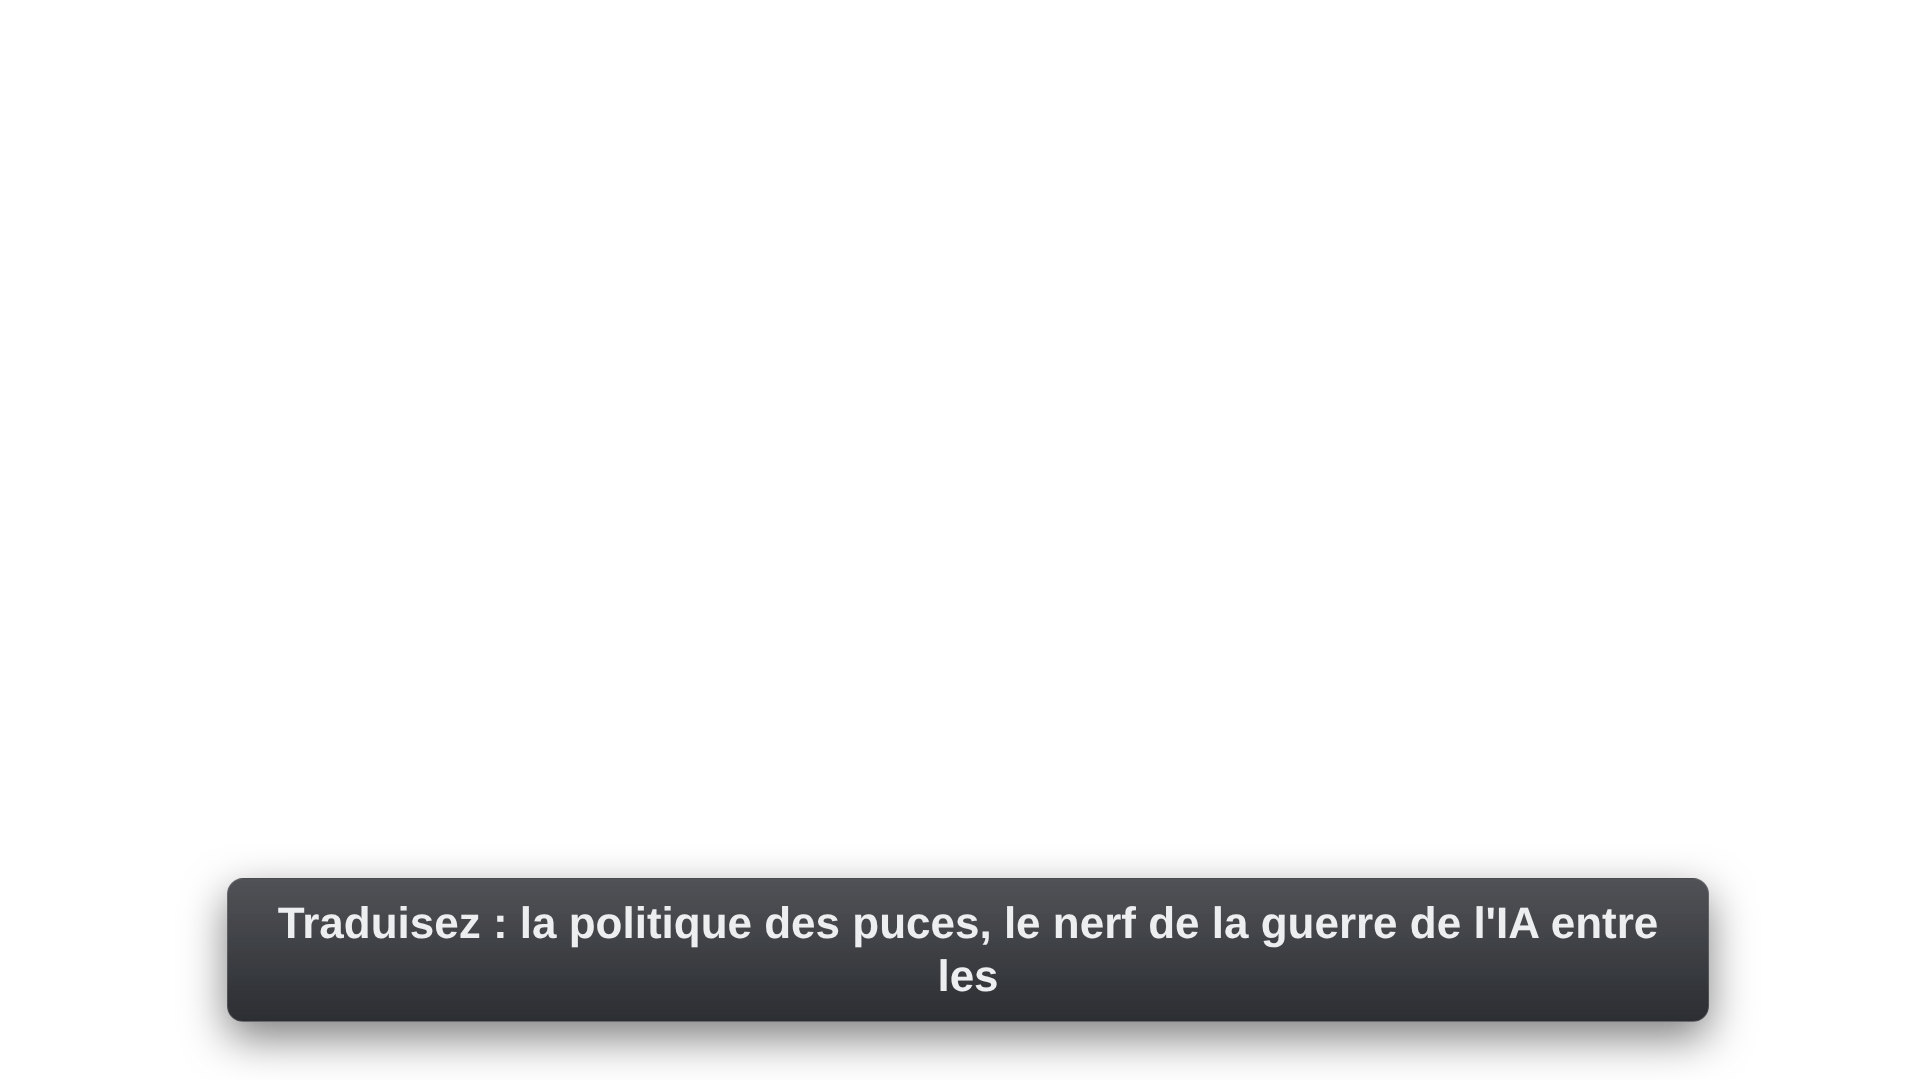 Traduisez : la politique des puces, le nerf de la guerre de l'IA entre
les